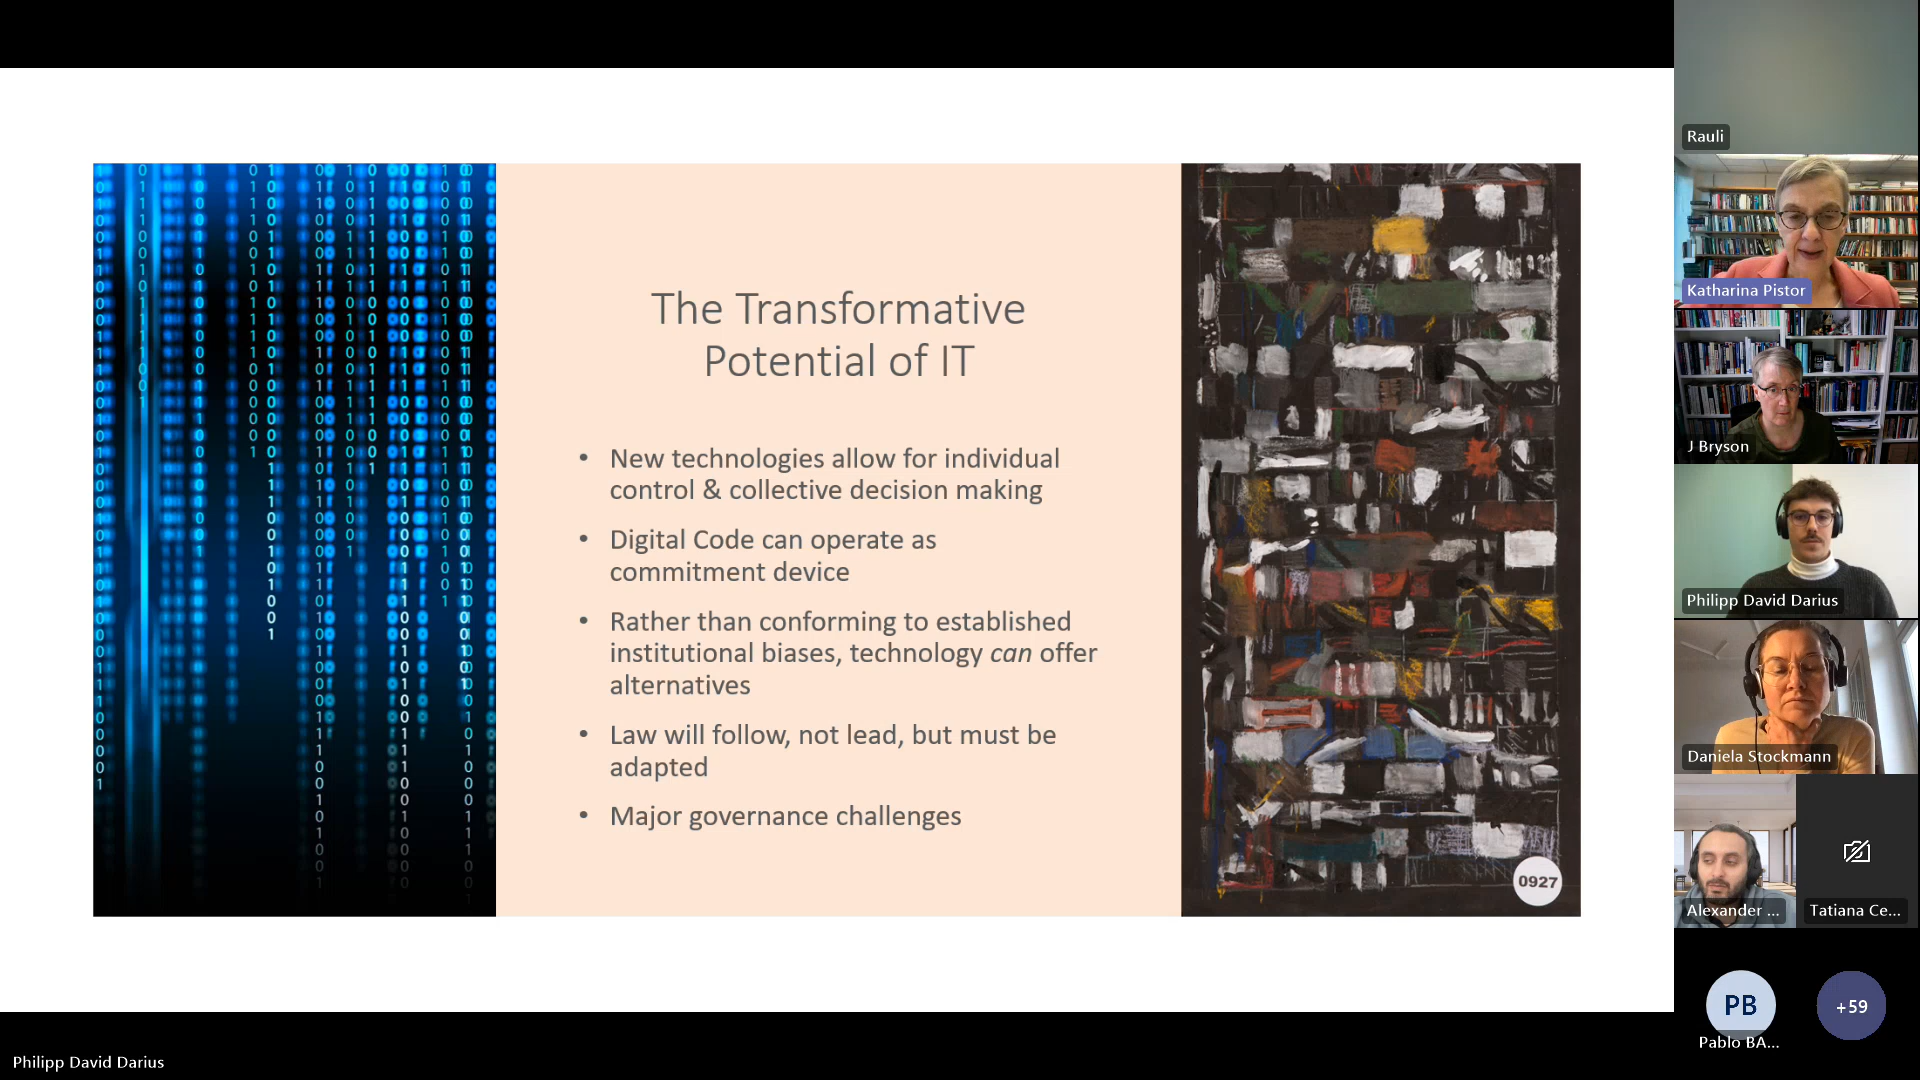 The Transformative
Potential of IT
• New technologies allow for individual
control & collective decision making
• Digital Code can operate as
commitment device
• Rather than conforming to established
institutional biases, technology can offer
alternatives
• Law will follow, not lead, but must be
adapted
• Major governance challenges
0927
Rauli
Katharina Pistor
J Bryson
Philipp David Darius
Daniela Stockmann
Alexander ...
Tatiana Ce...
PB
+59
Pablo BA...
Philipp David Darius